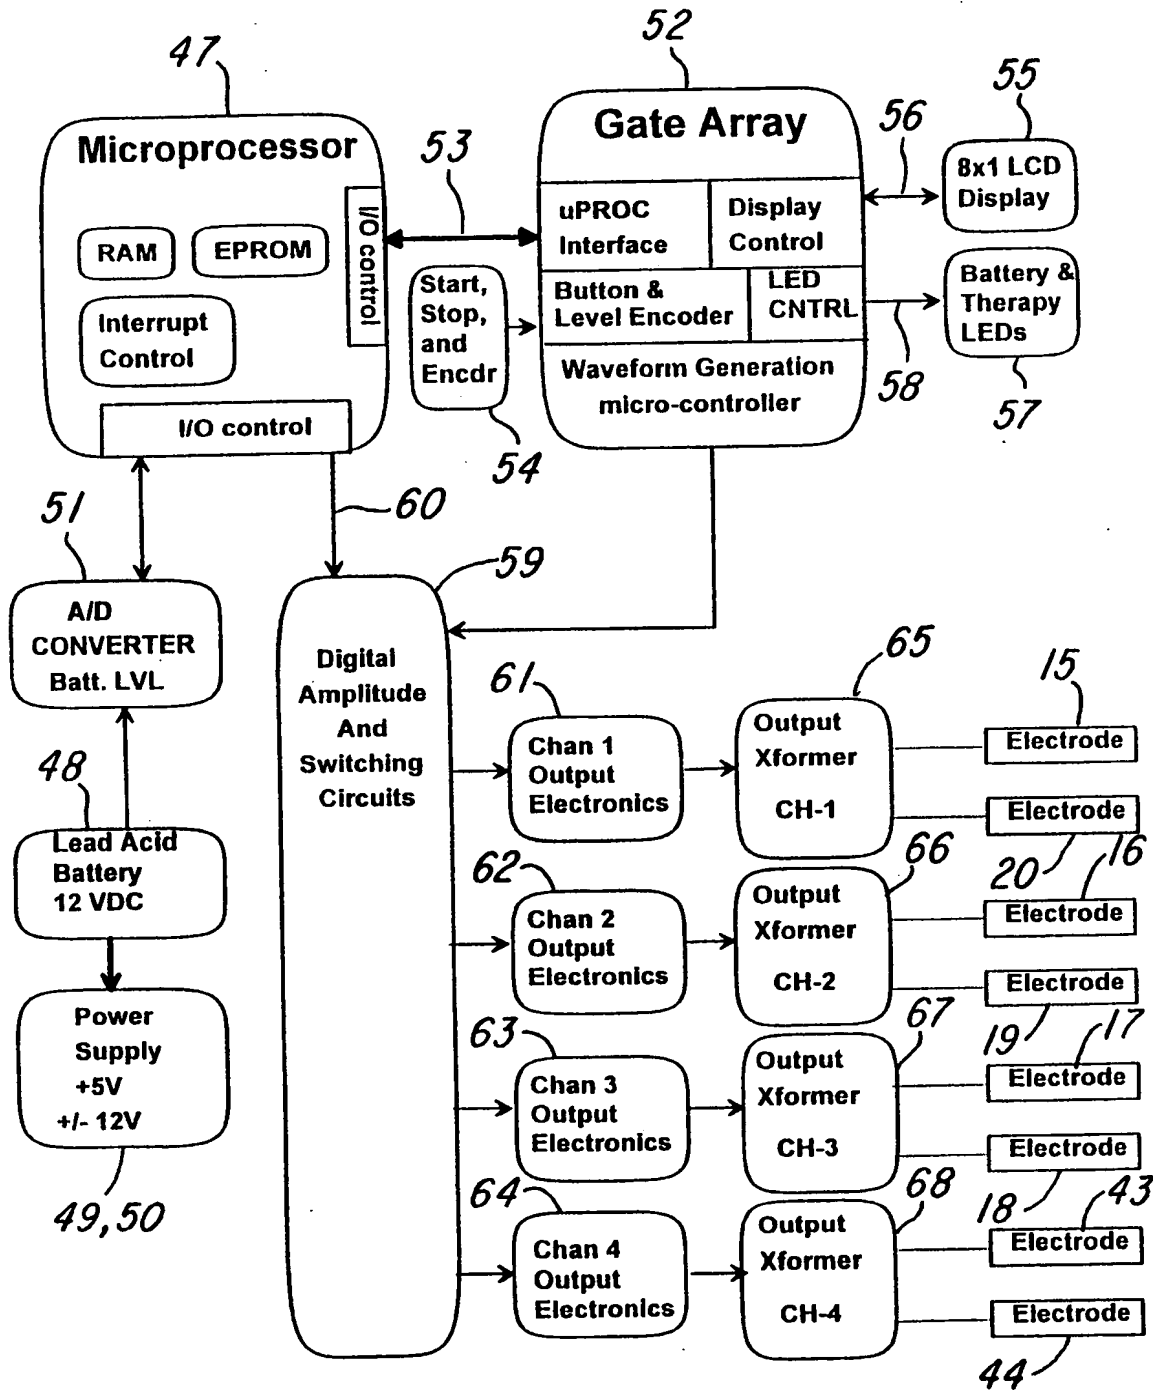 47
Microprocessor
RAM
EPROM
Interrupt
Control
I/O control
I/O control
53
Start,
Stop,
and
Encdr
54
52
Gate Array
uPROC
Interface
Display
Control
Button &
Level Encoder
LED
CNTRL
Waveform Generation
micro-controller
56
55
8x1 LCD
Display
58
Battery &
Therapy
LEDs
57
51
A/D
CONVERTER
Batt. LVL
48
Lead Acid
Battery
12 VDC
Power
Supply
+5V
+/- 12V
49,50
60
59
Digital
Amplitude
And
Switching
Circuits
61
Chan 1
Output
Electronics
65
Output
Xformer
CH-1
15
Electrode
Electrode
20
62
Chan 2
Output
Electronics
66
Output
Xformer
CH-2
16
Electrode
Electrode
19
63
Chan 3
Output
Electronics
67
Output
Xformer
CH-3
17
Electrode
Electrode
18
64
Chan 4
Output
Electronics
68
Output
Xformer
CH-4
43
Electrode
Electrode
44